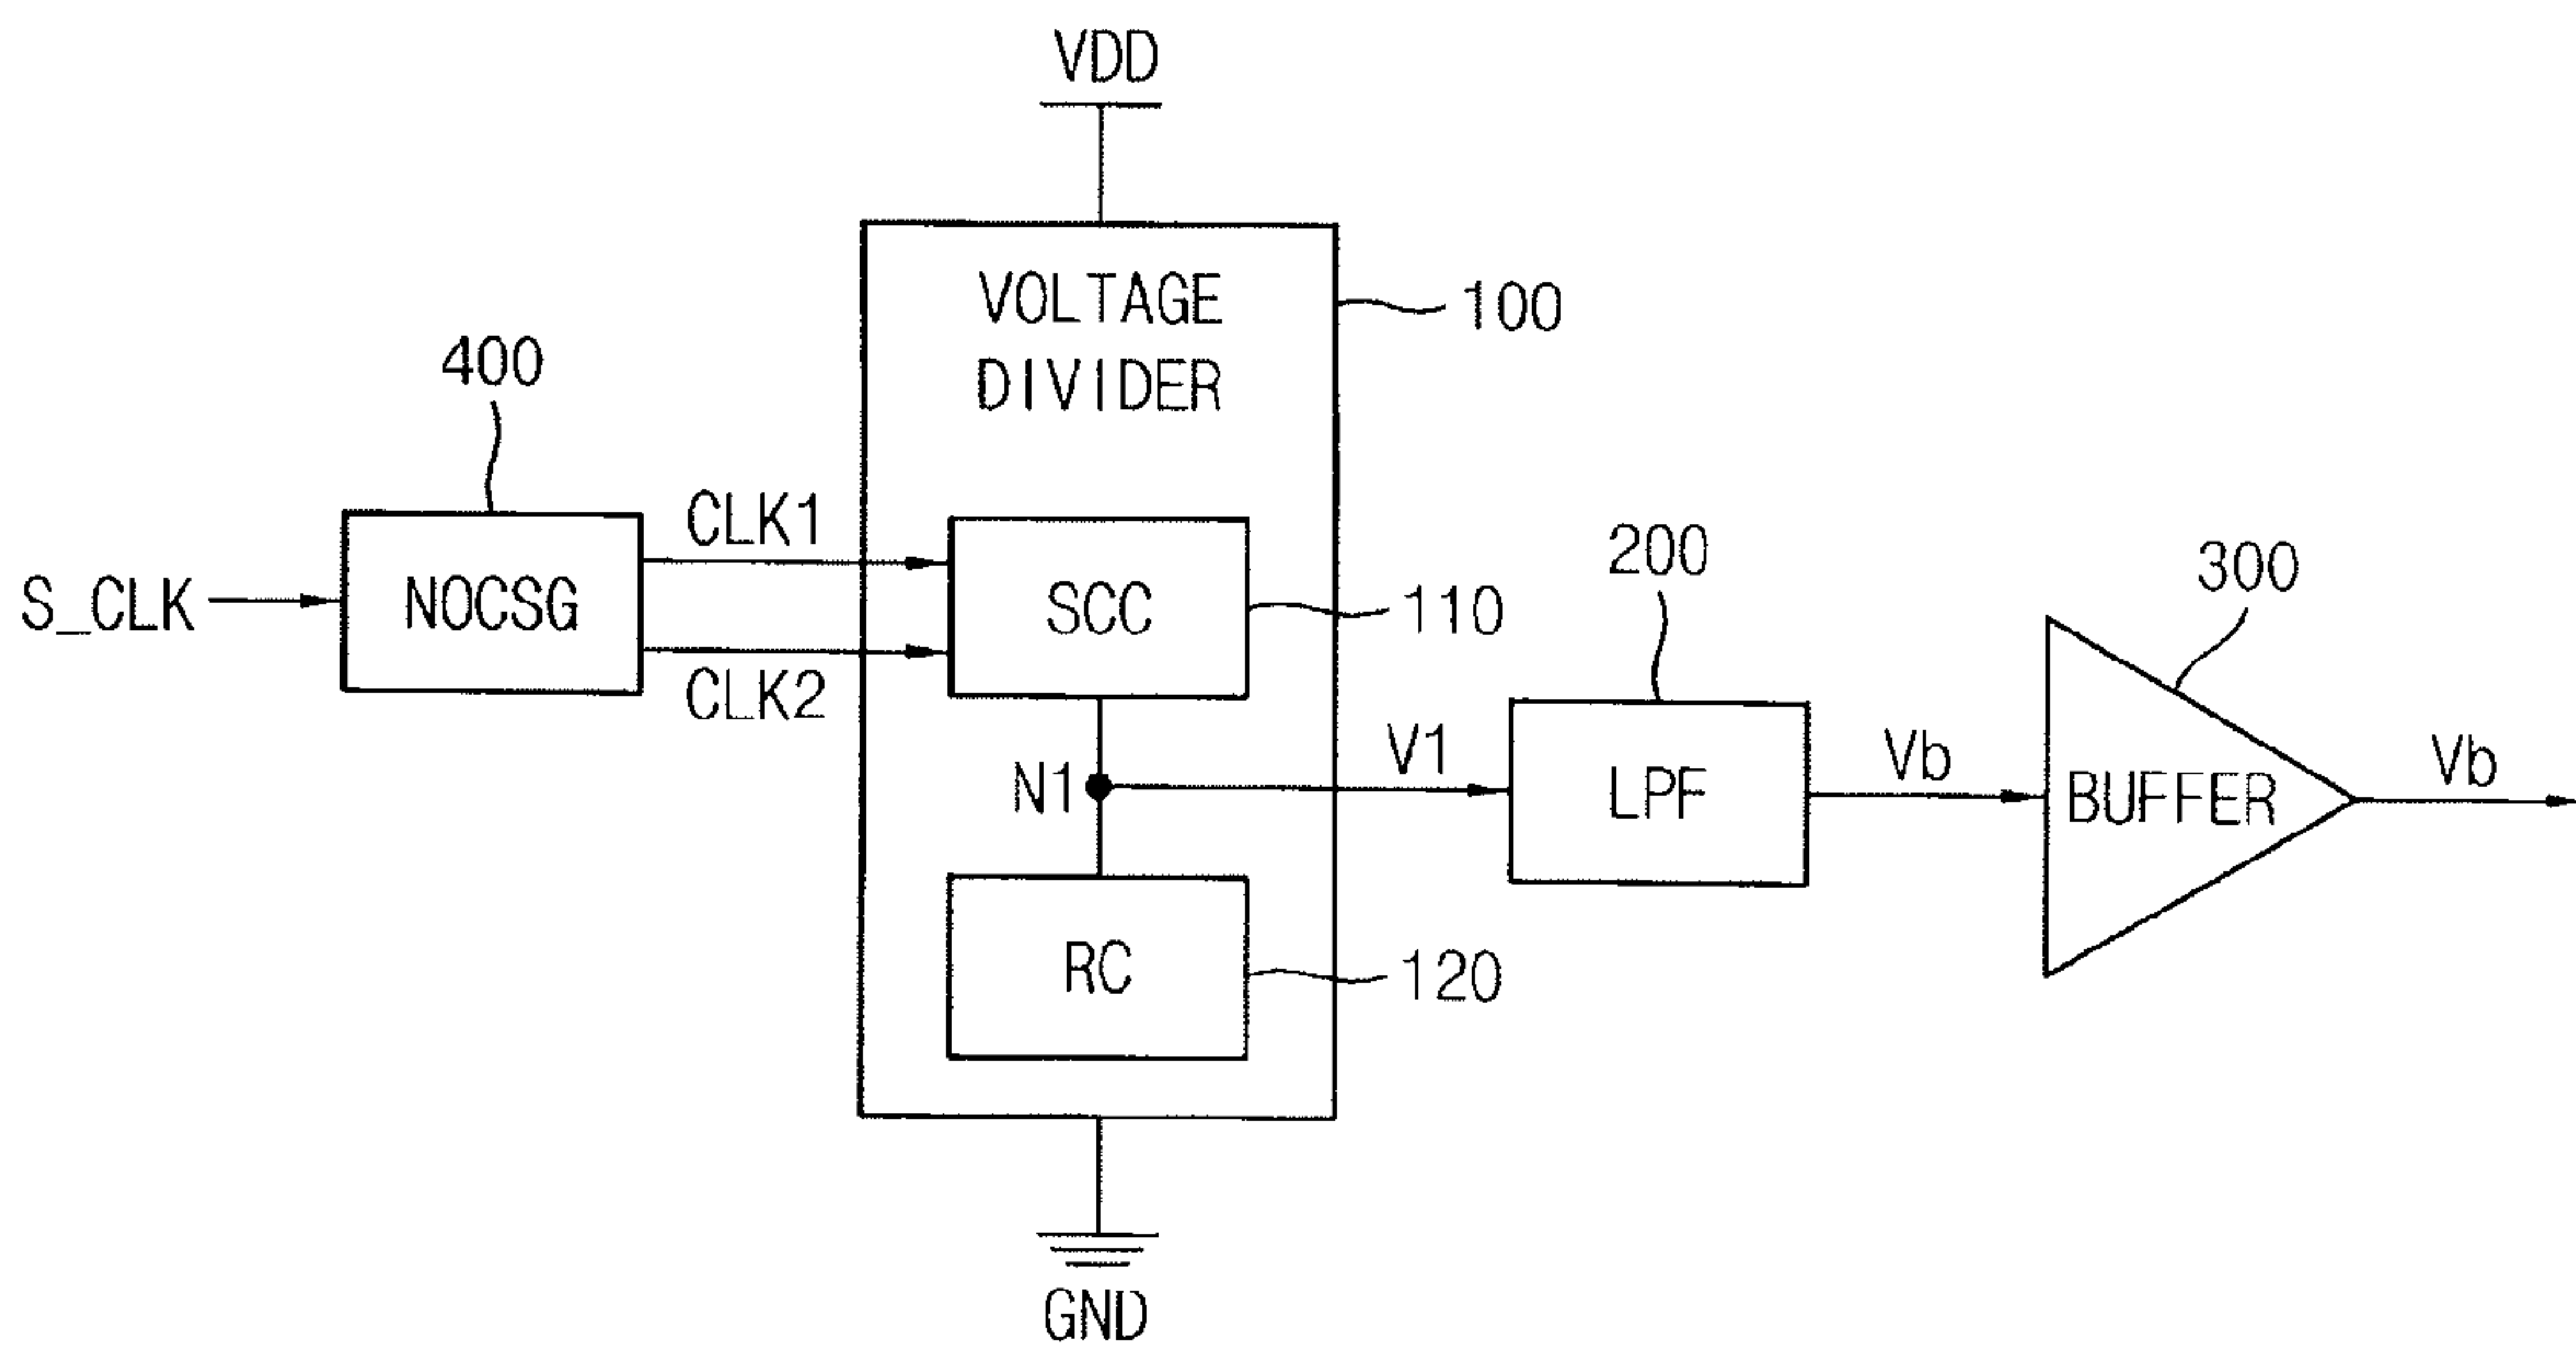 VDD
VOLTAGE
DIVIDER
100
400
CLK1
S_CLK
NOCSG
SCC
110
CLK2
200
300
N1
V1
LPF
Vb
BUFFER
Vb
RC
120
GND